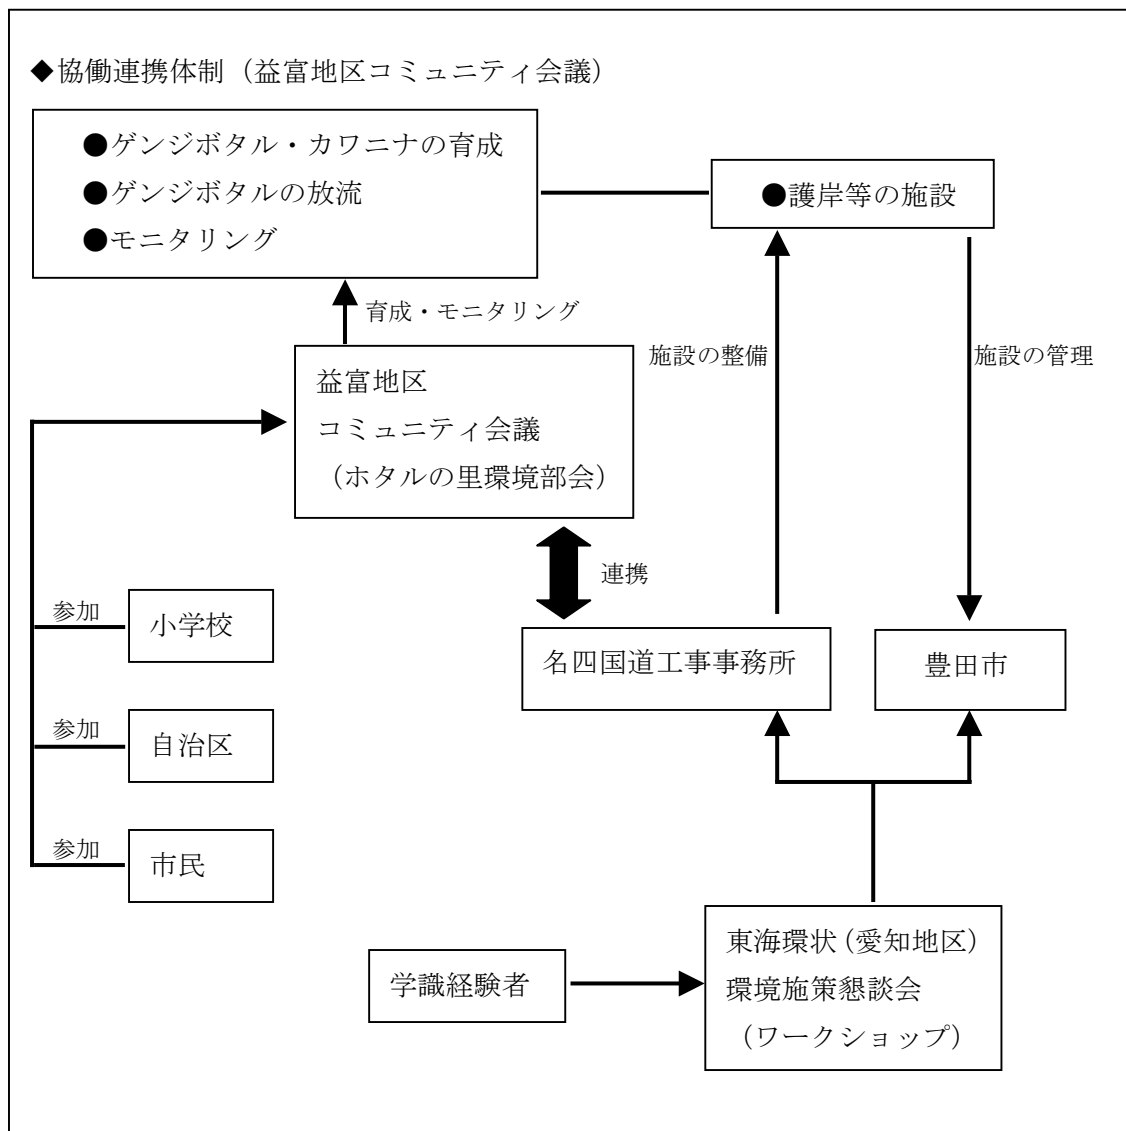 ◆協働連携体制（益富地区コミュニティ会議）
●ゲンジボタル・カワニナの育成
●ゲンジボタルの放流
●モニタリング
●護岸等の施設
育成・モニタリング
施設の整備
施設の管理
益富地区
コミュニティ会議
（ホタルの里環境部会）
連携
参加
小学校
名四国道工事事務所
豊田市
参加
自治区
参加
市民
東海環状（愛知地区）
環境施策懇談会
（ワークショップ）
学識経験者